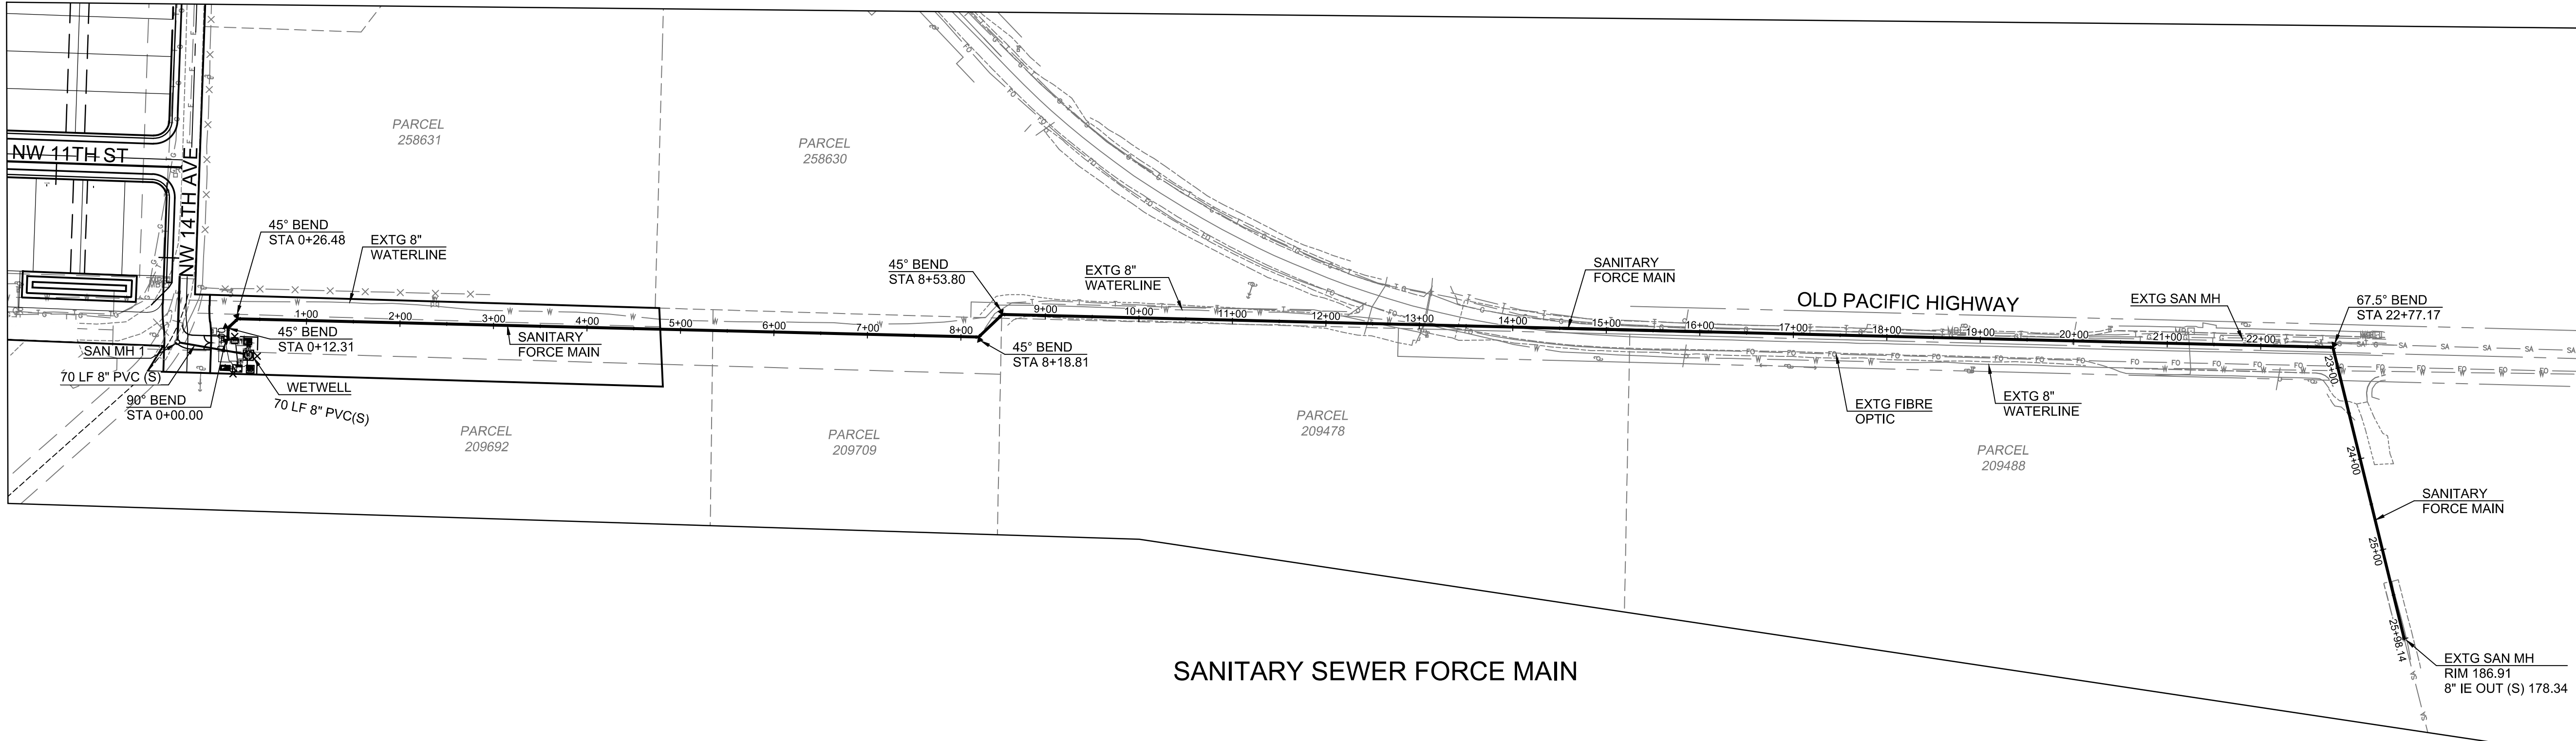 NW 11TH ST
NW 14TH AVE
PARCEL
258631
PARCEL
258630
45° BEND
STA 0+26.48
EXTG 8"
WATERLINE
45° BEND
STA 8+53.80
EXTG 8"
WATERLINE
SANITARY
FORCE MAIN
OLD PACIFIC HIGHWAY
EXTG SAN MH
67.5° BEND
STA 22+77.17
1+00
2+00
3+00
4+00
5+00
6+00
7+00
8+00
9+00
10+00
11+00
12+00
13+00
14+00
15+00
16+00
17+00
18+00
19+00
20+00
21+00
22+00
23+00
24+00
25+00
25+98.14
45° BEND
STA 0+12.31
SANITARY
FORCE MAIN
45° BEND
STA 8+18.81
SAN MH 1
70 LF 8" PVC (S)
90° BEND
STA 0+00.00
WETWELL
70 LF 8" PVC(S)
PARCEL
209692
PARCEL
209709
PARCEL
209478
EXTG FIBRE
OPTIC
EXTG 8"
WATERLINE
PARCEL
209488
SANITARY
FORCE MAIN
EXTG SAN MH
RIM 186.91
8" IE OUT (S) 178.34
SANITARY SEWER FORCE MAIN